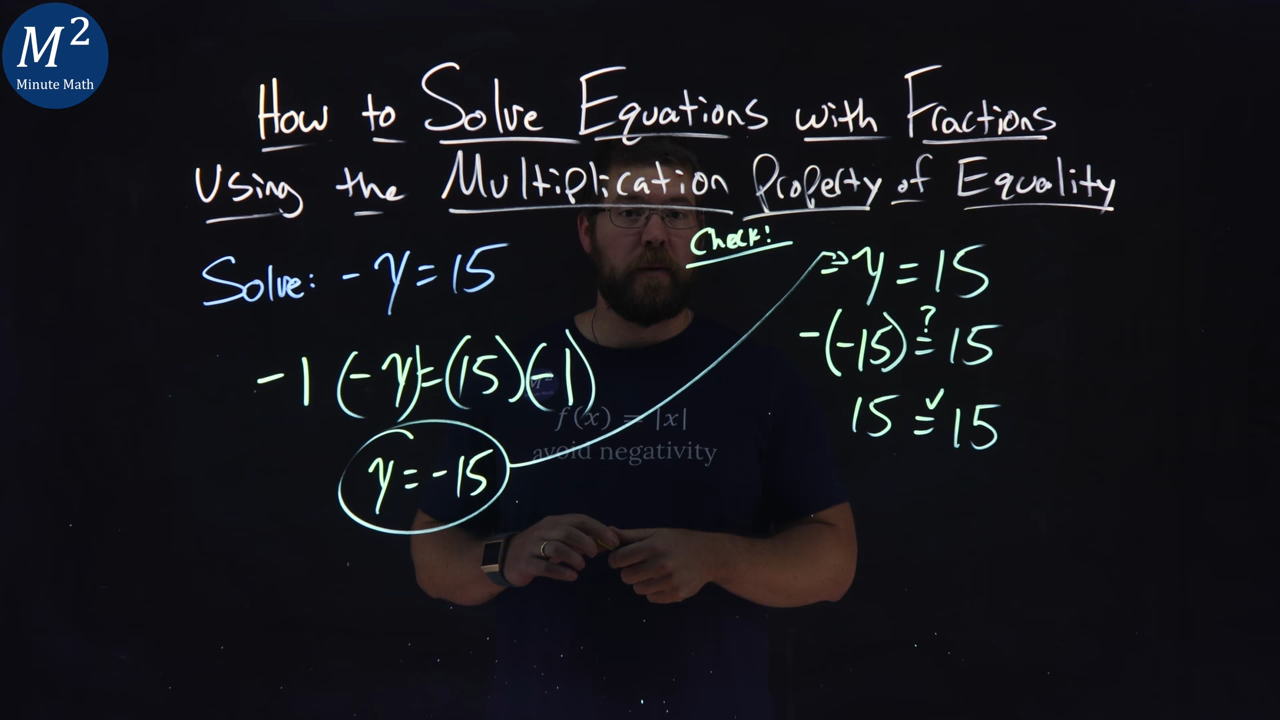 M²
Minute Math
How to Solve Equations with Fractions
Using the Multiplication Property of Equality
Solve: -y = 15
-1 (-y) = (15)(-1)
y = -15
Check!
-y = 15
-(-15) ≟ 15
15 =✓ 15
M²
f(x) = |x|
avoid negativity